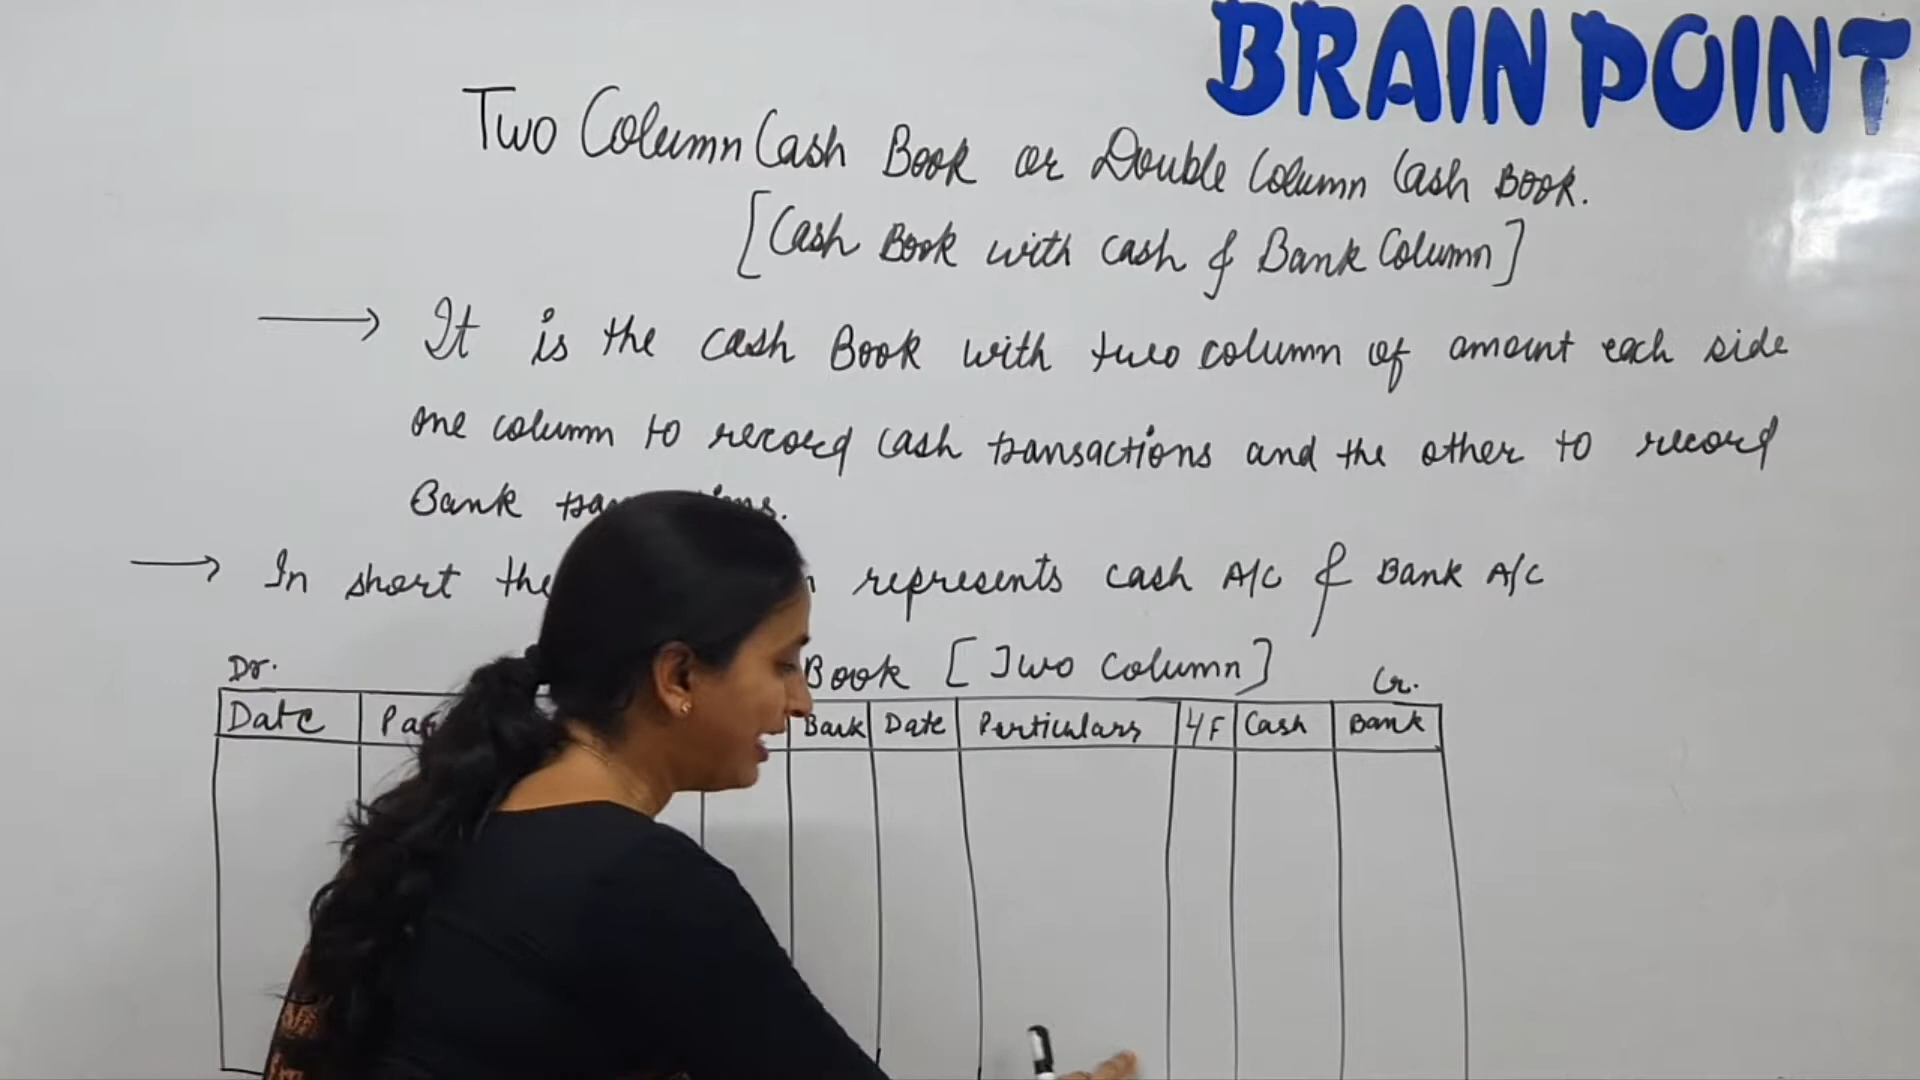 BRAIN POINT
Two Column Cash Book or Double Column Cash Book.
[Cash Book with cash & Bank Column]
→ It is the cash Book with two column of amount each side
one column to record cash transactions and the other to record
Bank
→ In short the represents cash A/C & Bank A/C
Dr. Book [Two Column] Cr.
Date Bank Date Particulars L/F Cash Bank